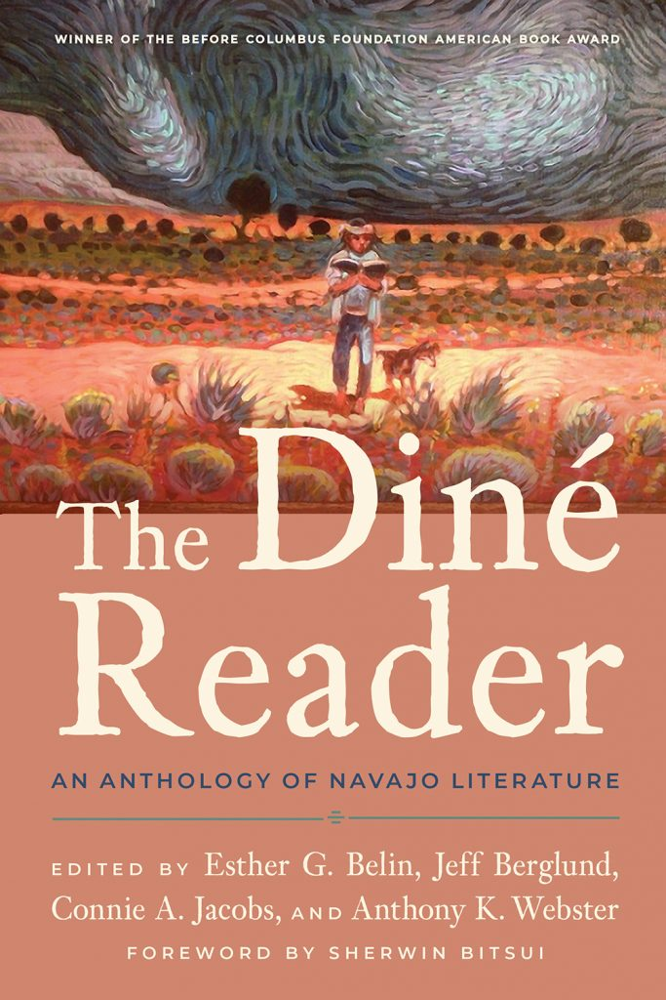 WINNER OF THE BEFORE COLUMBUS FOUNDATION AMERICAN BOOK AWARD
The Diné
Reader
AN ANTHOLOGY OF NAVAJO LITERATURE
EDITED BY Esther G. Belin, Jeff Berglund,
Connie A. Jacobs, AND Anthony K. Webster
FOREWORD BY SHERWIN BITSUI